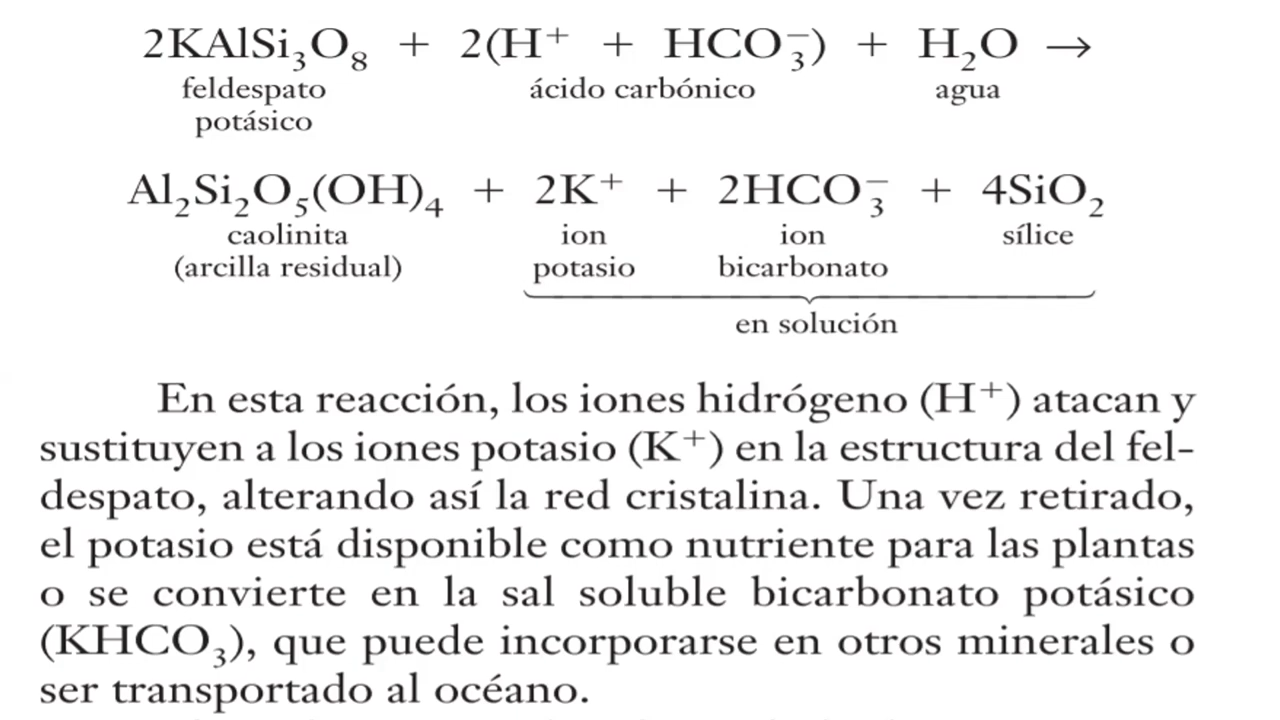 2KAlSi₃O₈ + 2(H⁺ + HCO₃⁻) + H₂O →
feldespato ácido carbónico agua
potásico
Al₂Si₂O₅(OH)₄ + 2K⁺ + 2HCO₃⁻ + 4SiO₂
caolinita ion ion sílice
(arcilla residual) potasio bicarbonato
en solución
En esta reacción, los iones hidrógeno (H⁺) atacan y
sustituyen a los iones potasio (K⁺) en la estructura del fel-
despato, alterando así la red cristalina. Una vez retirado,
el potasio está disponible como nutriente para las plantas
o se convierte en la sal soluble bicarbonato potásico
(KHCO₃), que puede incorporarse en otros minerales o
ser transportado al océano.